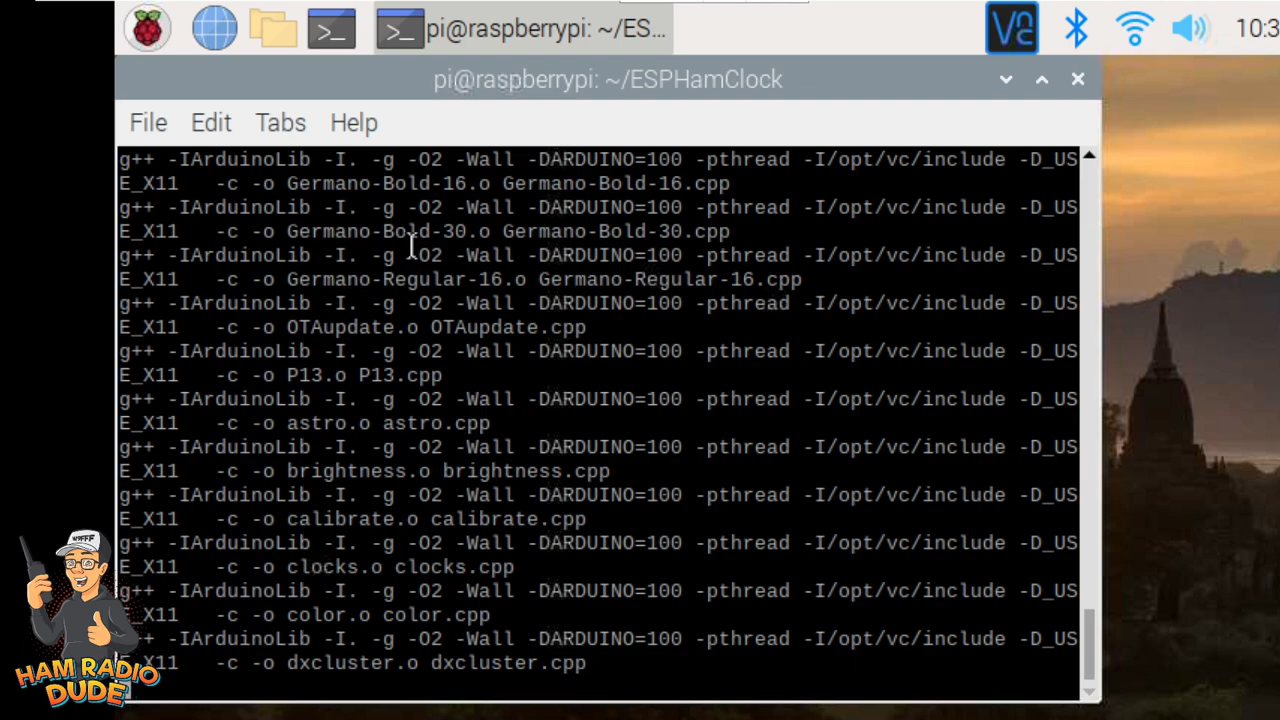 pi@raspberrypi: ~/ES...
10:3
pi@raspberrypi: ~/ESPHamClock
File Edit Tabs Help
g++ -IArduinoLib -I. -g -O2 -Wall -DARDUINO=100 -pthread -I/opt/vc/include -D_US
E_X11   -c -o Germano-Bold-16.o Germano-Bold-16.cpp
g++ -IArduinoLib -I. -g -O2 -Wall -DARDUINO=100 -pthread -I/opt/vc/include -D_US
E_X11   -c -o Germano-Bold-30.o Germano-Bold-30.cpp
g++ -IArduinoLib -I. -g -O2 -Wall -DARDUINO=100 -pthread -I/opt/vc/include -D_US
E_X11   -c -o Germano-Regular-16.o Germano-Regular-16.cpp
g++ -IArduinoLib -I. -g -O2 -Wall -DARDUINO=100 -pthread -I/opt/vc/include -D_US
E_X11   -c -o OTAupdate.o OTAupdate.cpp
g++ -IArduinoLib -I. -g -O2 -Wall -DARDUINO=100 -pthread -I/opt/vc/include -D_US
E_X11   -c -o P13.o P13.cpp
g++ -IArduinoLib -I. -g -O2 -Wall -DARDUINO=100 -pthread -I/opt/vc/include -D_US
E_X11   -c -o astro.o astro.cpp
g++ -IArduinoLib -I. -g -O2 -Wall -DARDUINO=100 -pthread -I/opt/vc/include -D_US
E_X11   -c -o brightness.o brightness.cpp
g++ -IArduinoLib -I. -g -O2 -Wall -DARDUINO=100 -pthread -I/opt/vc/include -D_US
E_X11   -c -o calibrate.o calibrate.cpp
g++ -IArduinoLib -I. -g -O2 -Wall -DARDUINO=100 -pthread -I/opt/vc/include -D_US
E_X11   -c -o clocks.o clocks.cpp
g++ -IArduinoLib -I. -g -O2 -Wall -DARDUINO=100 -pthread -I/opt/vc/include -D_US
_X11   -c -o color.o color.cpp
++ -IArduinoLib -I. -g -O2 -Wall -DARDUINO=100 -pthread -I/opt/vc/include -D_US
_X11   -c -o dxcluster.o dxcluster.cpp
HAM RADIO
DUDE